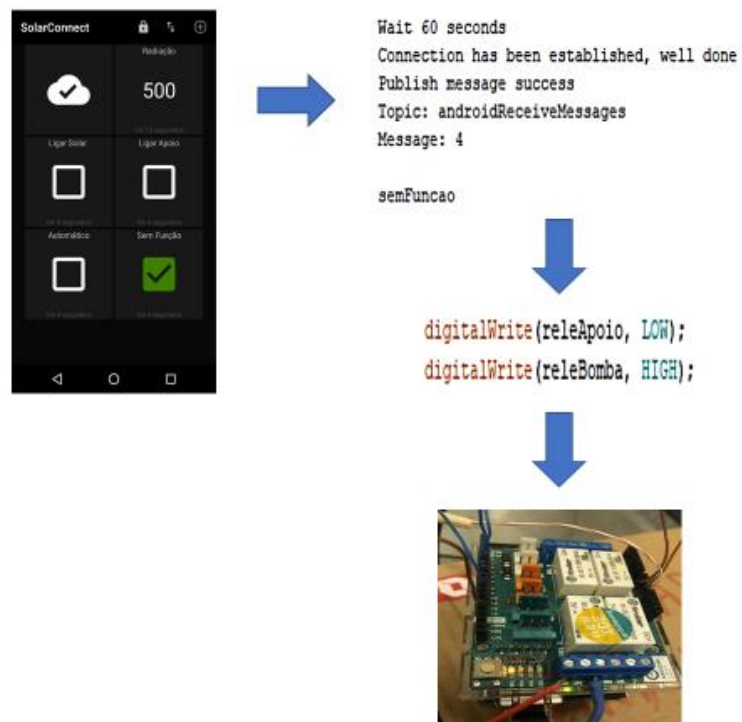 SolarConnect
Radiação
500
Ligar Solar
Ligar Apoio
Automático
Sem Função
Wait 60 seconds
Connection has been established, well done
Publish message success
Topic: androidReceiveMessages
Message: 4
semFuncao
digitalWrite(releApoio, LOW);
digitalWrite(releBomba, HIGH);